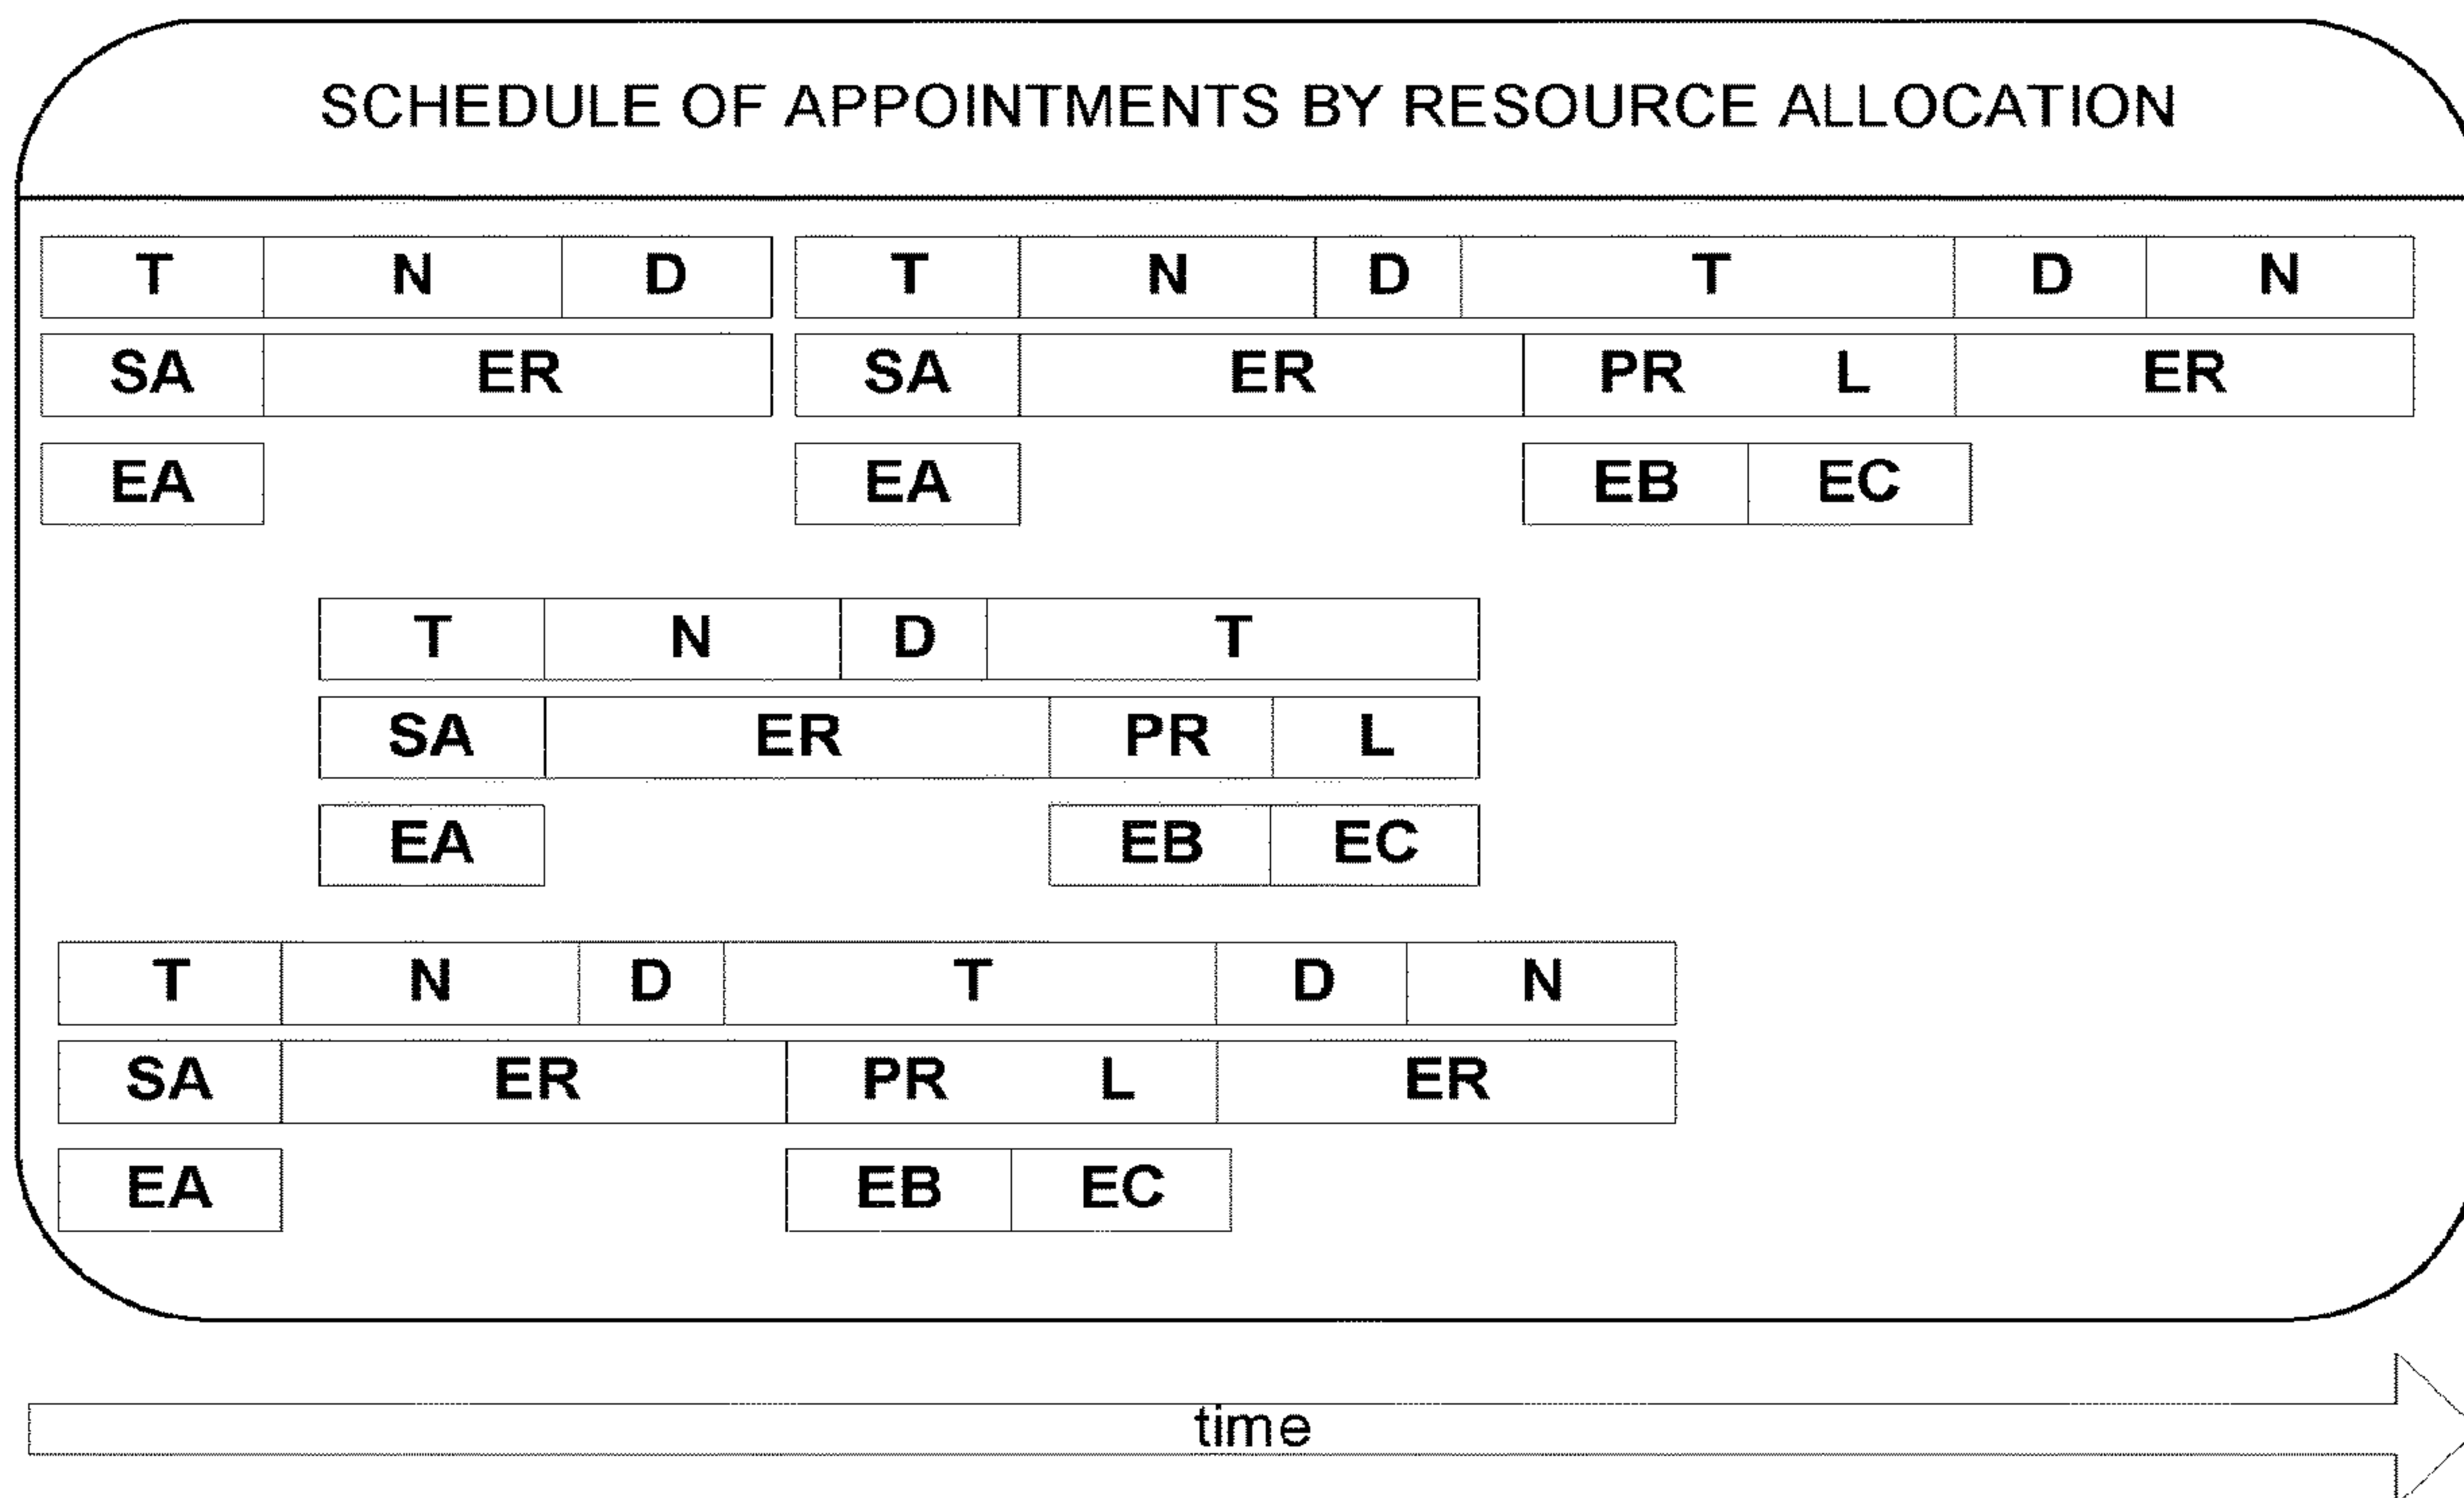 SCHEDULE OF APPOINTMENTS BY RESOURCE ALLOCATION
T N D T N D T D N
SA ER SA ER PR L ER
EA EA EB EC
T N D T
SA ER PR L
EA EB EC
T N D T D N
SA ER PR L ER
EA EB EC
time